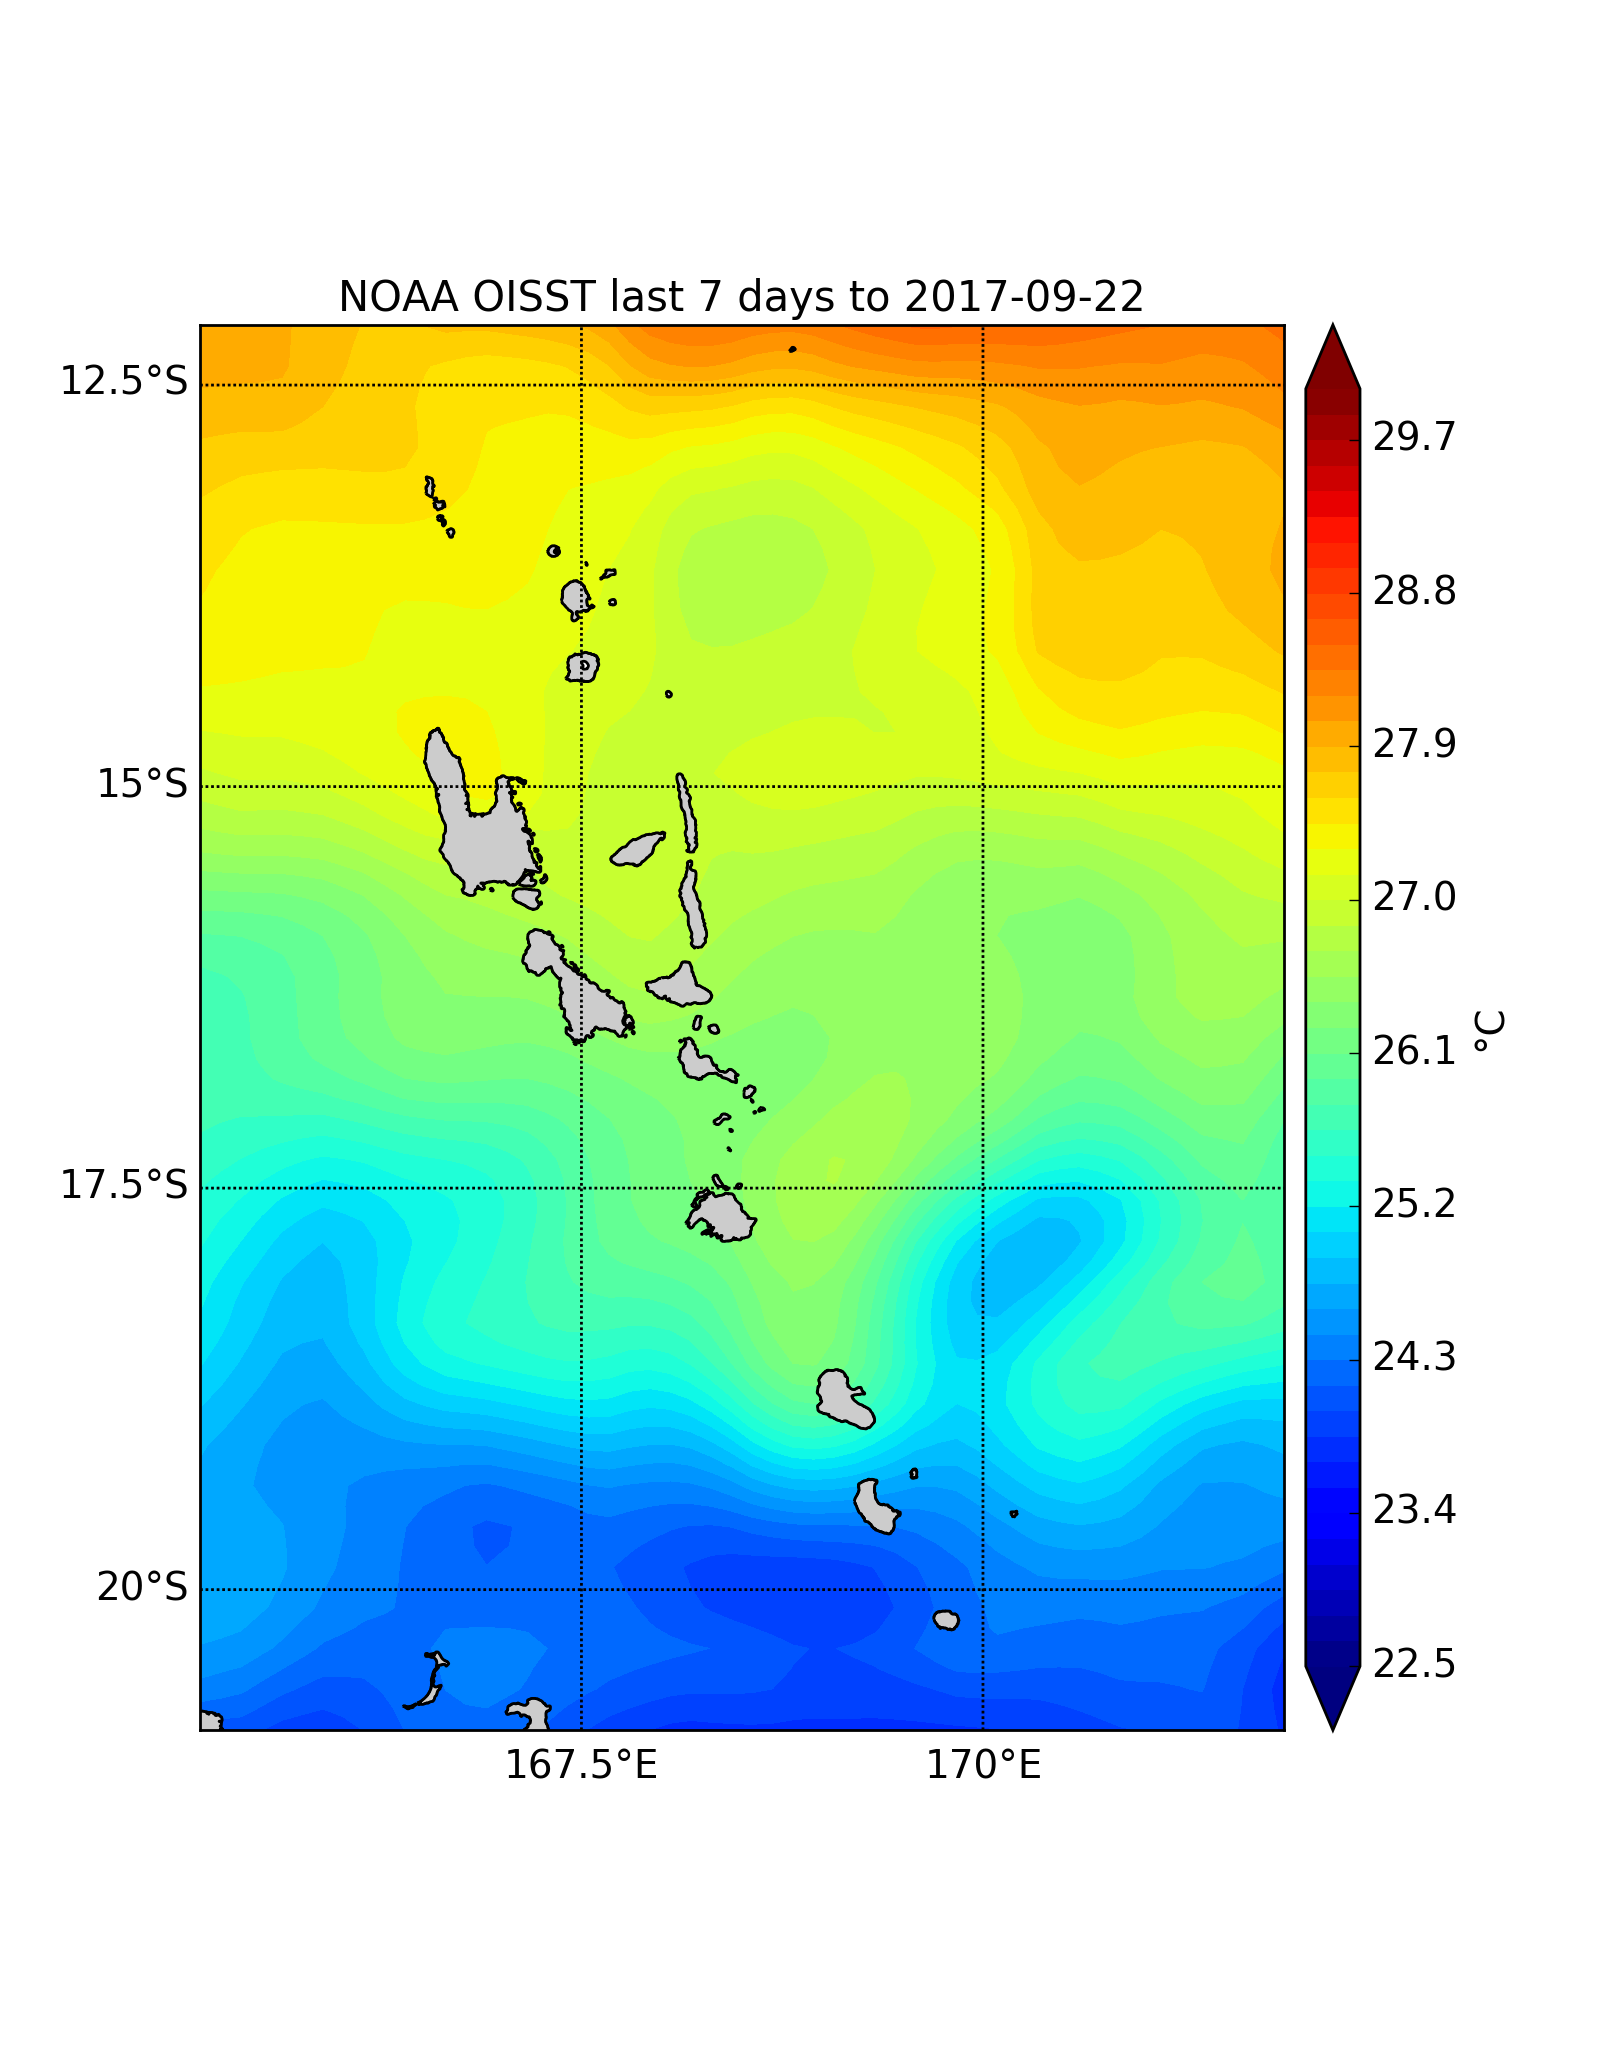 NOAA OISST last 7 days to 2017-09-22
12.5°S
15°S
17.5°S
20°S
167.5°E
170°E
29.7
28.8
27.9
27.0
26.1
25.2
24.3
23.4
22.5
°C